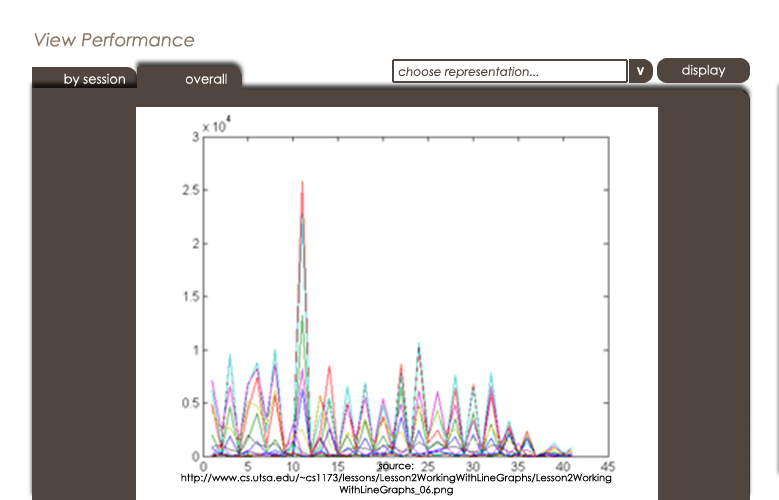 View Performance
by session
overall
choose representation...
v
display
x 10^4
3
2.5
2
1.5
1
0.5
0
0 5 10 15 20 25 30 35 40 45
source:
http://www.cs.utsa.edu/~cs1173/lessons/Lesson2WorkingWithLineGraphs/Lesson2Working
WithLineGraphs_06.png